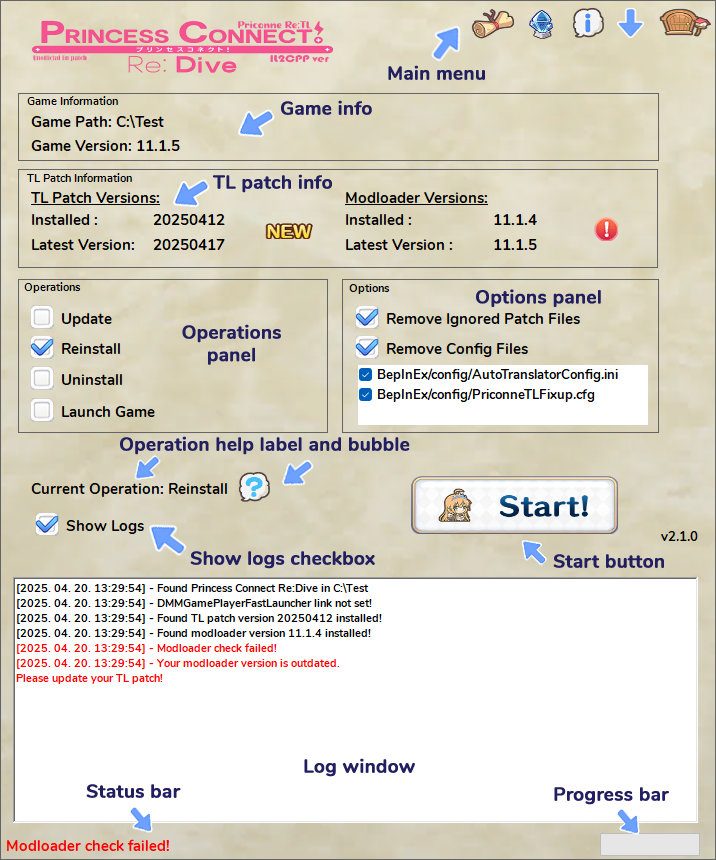 Priconne Re:TL
PRINCESS CONNECT!
プリンセスコネクト!
Unofficial tn patch
Re: Dive
IL2CPP ver
Main menu
Game Information
Game Path: C:\Test
Game info
Game Version: 11.1.5
TL Patch Information
TL Patch Versions:
TL patch info
Modloader Versions:
Installed : 20250412
NEW
Installed : 11.1.4
Latest Version: 20250417
Latest Version : 11.1.5
Operations
Update
Reinstall
Uninstall
Launch Game
Operations
panel
Options
Options panel
Remove Ignored Patch Files
Remove Config Files
BepInEx/config/AutoTranslatorConfig.ini
BepInEx/config/PriconneTLFixup.cfg
Operation help label and bubble
Current Operation: Reinstall
?
Start!
Show Logs
v2.1.0
Show logs checkbox
Start button
[2025. 04. 20. 13:29:54] - Found Princess Connect Re:Dive in C:\Test
[2025. 04. 20. 13:29:54] - DMMGamePlayerFastLauncher link not set!
[2025. 04. 20. 13:29:54] - Found TL patch version 20250412 installed!
[2025. 04. 20. 13:29:54] - Found modloader version 11.1.4 installed!
[2025. 04. 20. 13:29:54] - Modloader check failed!
[2025. 04. 20. 13:29:54] - Your modloader version is outdated.
Please update your TL patch!
Log window
Status bar
Progress bar
Modloader check failed!